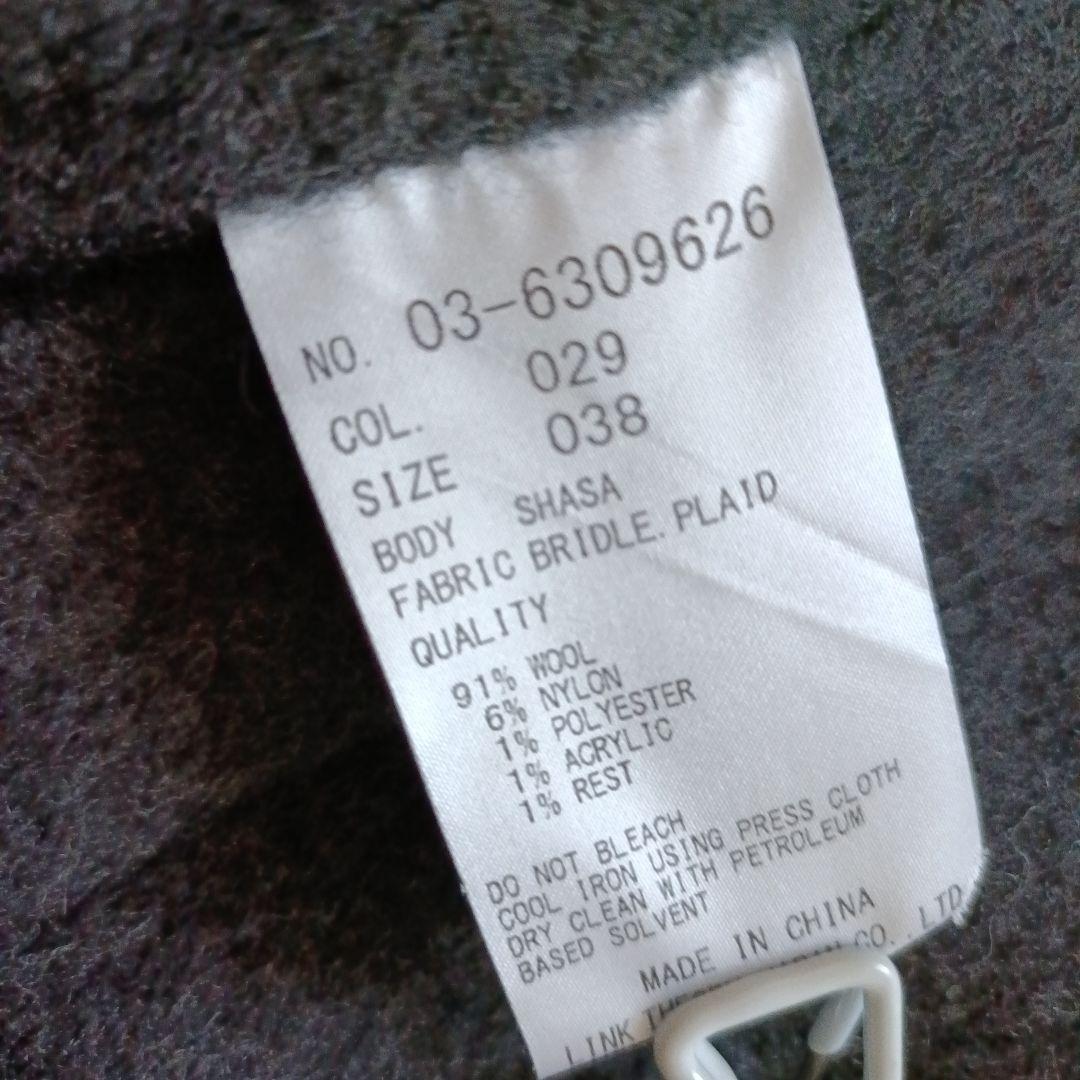 NO. 03-6309626
COL. 029
SIZE 038
BODY SHASA
FABRIC BRIDLE. PLAID
QUALITY
91% WOOL
6% NYLON
1% POLYESTER
1% ACRYLIC
1% REST
DO NOT BLEACH
COOL IRON USING PRESS CLOTH
DRY CLEAN WITH PETROLEUM
BASED SOLVENT
MADE IN CHINA
LINK CO., LTD